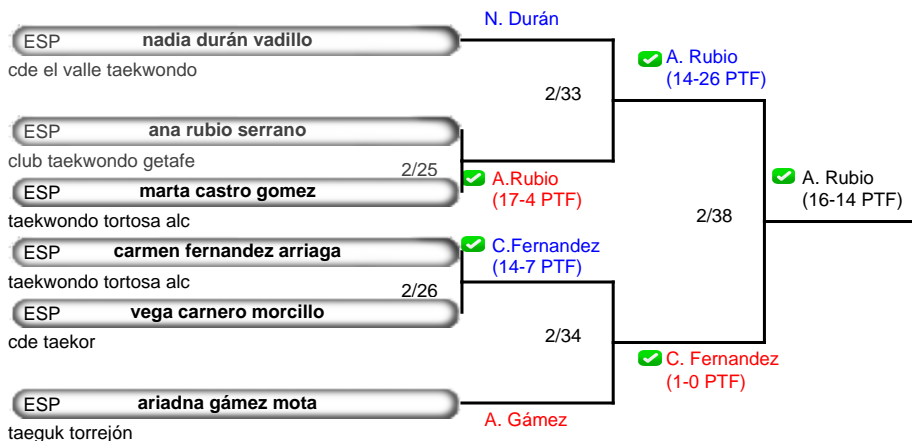 N. Durán
ESP nadia durán vadillo
cde el valle taekwondo
A. Rubio
(14-26 PTF)
2/33
ESP ana rubio serrano
club taekwondo getafe
2/25
A.Rubio
(17-4 PTF)
ESP marta castro gomez
taekwondo tortosa alc
A. Rubio
(16-14 PTF)
2/38
ESP carmen fernandez arriaga
taekwondo tortosa alc
C.Fernandez
(14-7 PTF)
2/26
ESP vega carnero morcillo
cde taekor
2/34
C. Fernandez
(1-0 PTF)
ESP ariadna gámez mota
taeguk torrejón
A. Gámez